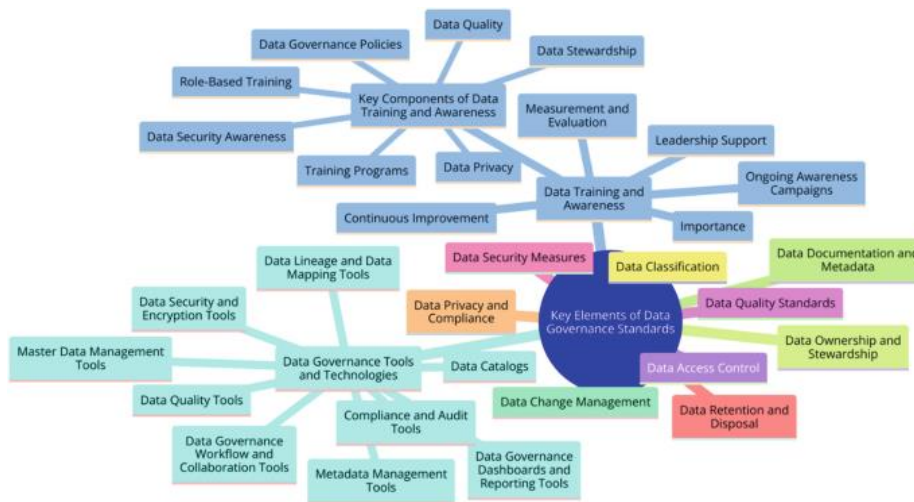 Data Quality
Data Governance Policies
Data Stewardship
Role-Based Training
Key Components of Data
Training and Awareness
Measurement and
Evaluation
Data Security Awareness
Leadership Support
Training Programs
Data Privacy
Ongoing Awareness
Campaigns
Data Training and
Awareness
Continuous Improvement
Importance
Data Lineage and Data
Mapping Tools
Data Security Measures
Data Classification
Data Documentation and
Metadata
Data Security and
Encryption Tools
Data Privacy and
Compliance
Key Elements of Data
Governance Standards
Data Quality Standards
Master Data Management
Tools
Data Governance Tools
and Technologies
Data Catalogs
Data Ownership and
Stewardship
Data Access Control
Data Quality Tools
Compliance and Audit
Tools
Data Change Management
Data Retention and
Disposal
Data Governance
Workflow and
Collaboration Tools
Metadata Management
Tools
Data Governance
Dashboards and
Reporting Tools